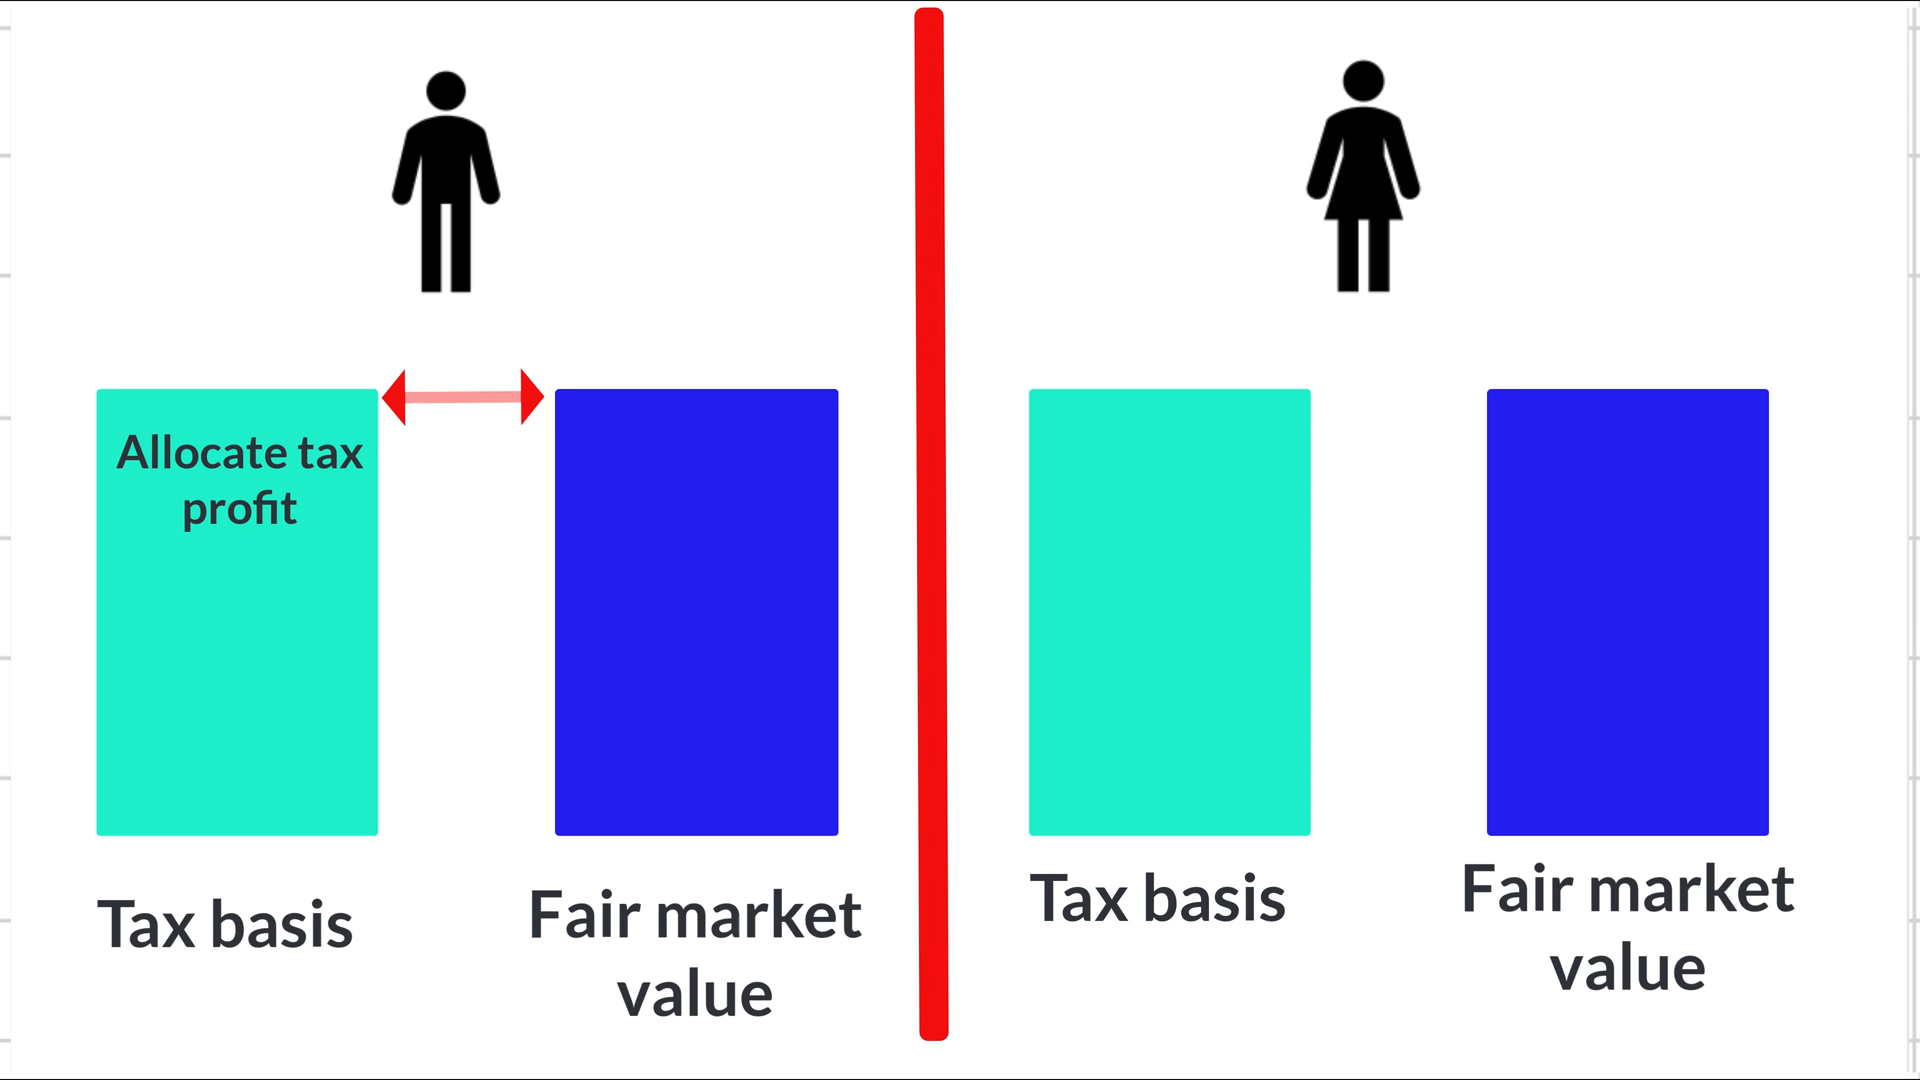 Allocate tax
profit
Tax basis
Fair market
value
Tax basis
Fair market
value